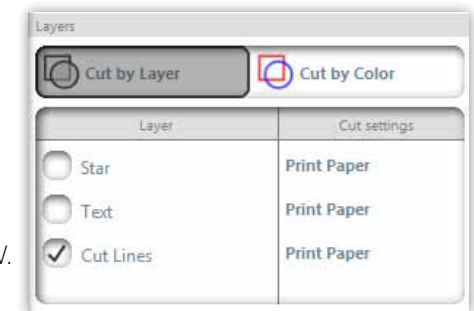 Layers
Cut by Layer Cut by Color
Layer Cut settings
Star Print Paper
Text Print Paper
Cut Lines Print Paper